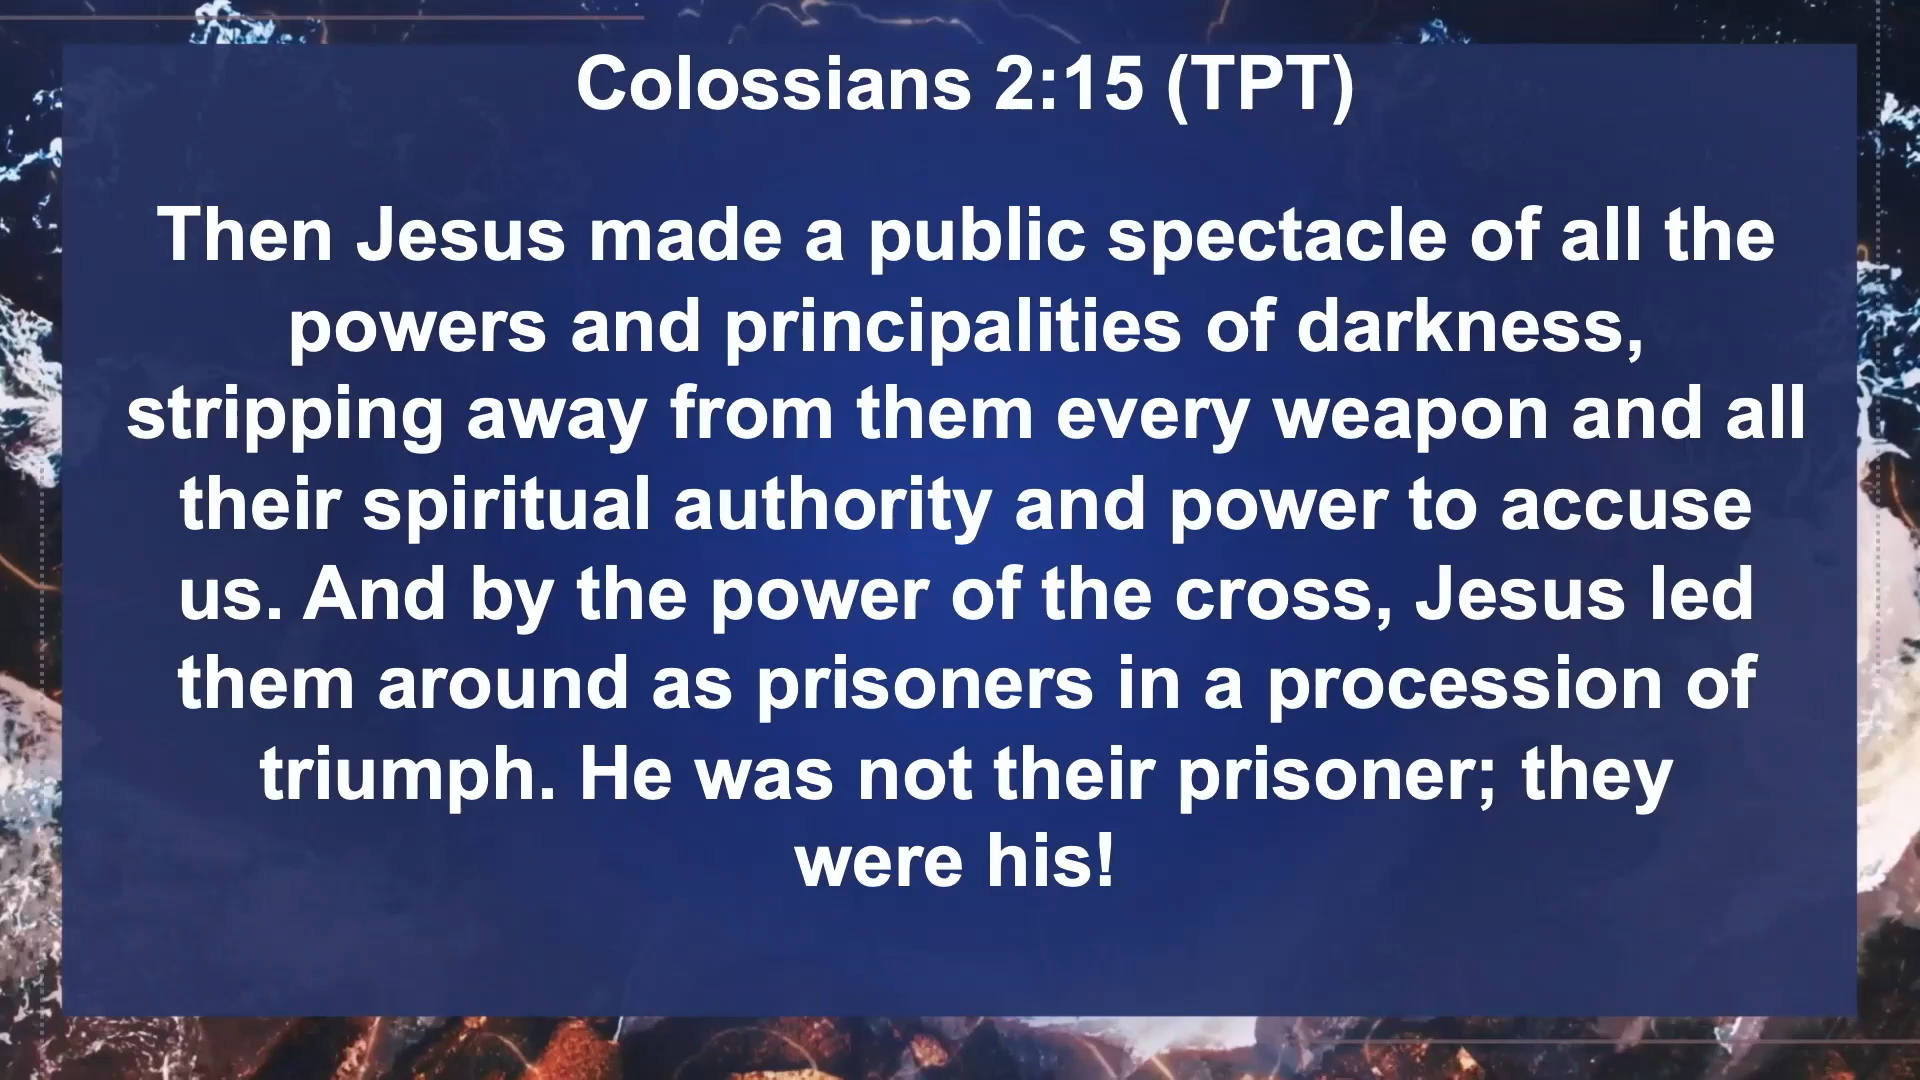 Colossians 2:15 (TPT)
Then Jesus made a public spectacle of all the
powers and principalities of darkness,
stripping away from them every weapon and all
their spiritual authority and power to accuse
us. And by the power of the cross, Jesus led
them around as prisoners in a procession of
triumph. He was not their prisoner; they
were his!